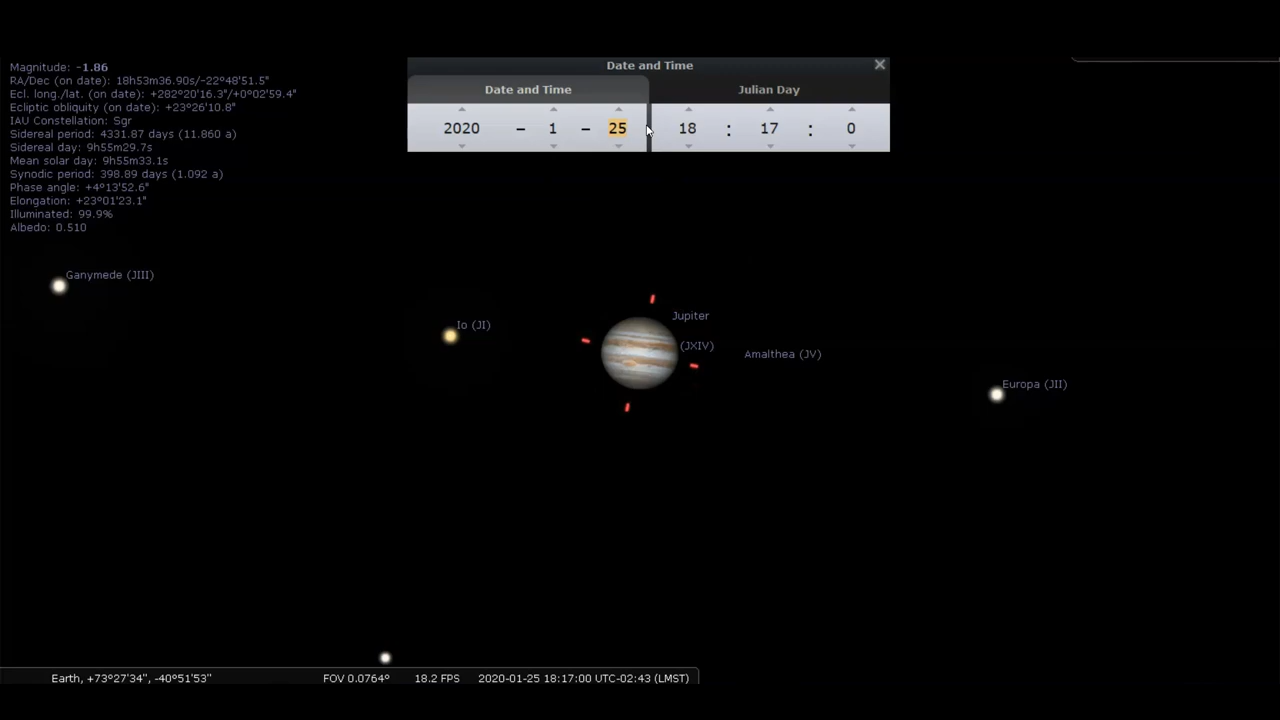 Magnitude: -1.86
RA/Dec (on date): 18h53m36.90s/-22°48'51.5"
Ecl. long./lat. (on date): +282°20'16.3"/+0°02'59.4"
Ecliptic obliquity (on date): +23°26'10.8"
IAU Constellation: Sgr
Sidereal period: 4331.87 days (11.860 a)
Sidereal day: 9h55m29.7s
Mean solar day: 9h55m33.1s
Synodic period: 398.89 days (1.092 a)
Phase angle: +4°13'52.6"
Elongation: +23°01'23.1"
Illuminated: 99.9%
Albedo: 0.510
Date and Time
Date and Time Julian Day
2020 - 1 - 25 18 : 17 : 0
Ganymede (JIII)
Io (JI)
Jupiter
(JXIV)
Amalthea (JV)
Europa (JII)
Earth, +73°27'34", -40°51'53" FOV 0.0764° 18.2 FPS 2020-01-25 18:17:00 UTC-02:43 (LMST)